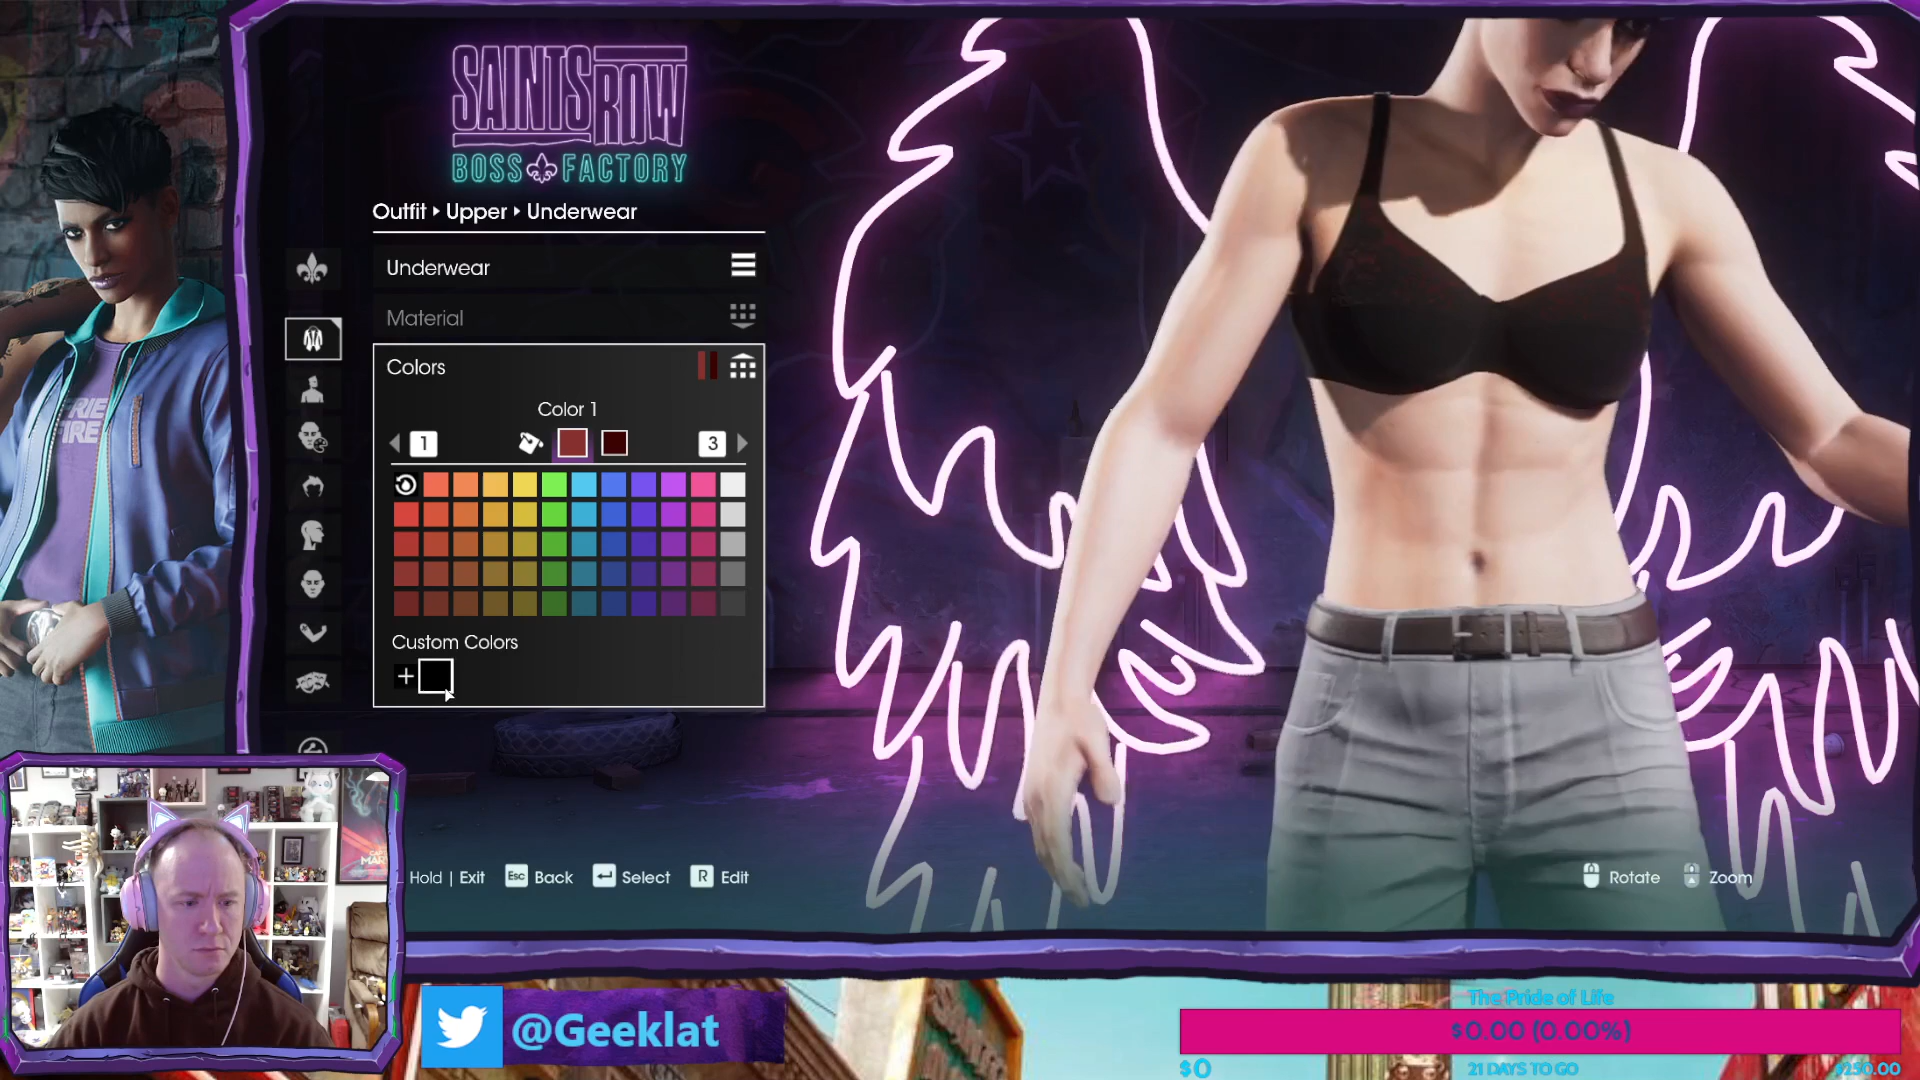 SAINTS ROW
BOSS FACTORY
Outfit ▸ Upper ▸ Underwear
Underwear
Material
Colors
Color 1
1
3
Custom Colors
+
Hold | Exit
Esc Back
Select
R Edit
Rotate
Zoom
@Geeklat
The Pride of Life
$0.00 (0.00%)
$0
21 DAYS TO GO
$250.00